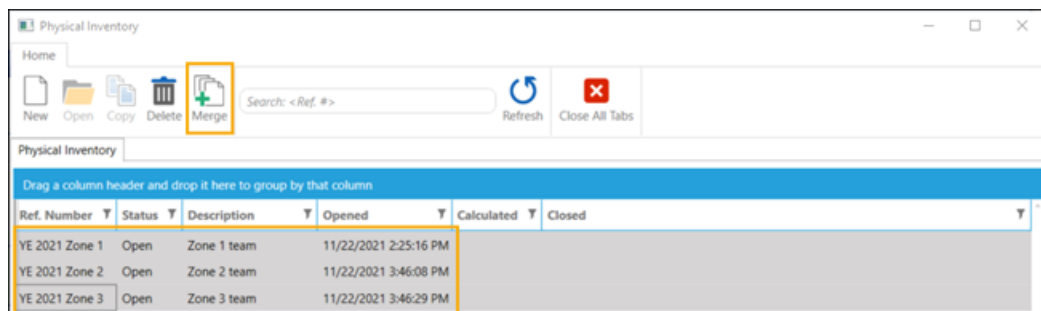 Physical Inventory
Home
New Open Copy Delete Merge Search: <Ref. #> Refresh Close All Tabs
Physical Inventory
Drag a column header and drop it here to group by that column
Ref. Number Status Description Opened Calculated Closed
YE 2021 Zone 1 Open Zone 1 team 11/22/2021 2:25:16 PM
YE 2021 Zone 2 Open Zone 2 team 11/22/2021 3:46:08 PM
YE 2021 Zone 3 Open Zone 3 team 11/22/2021 3:46:29 PM